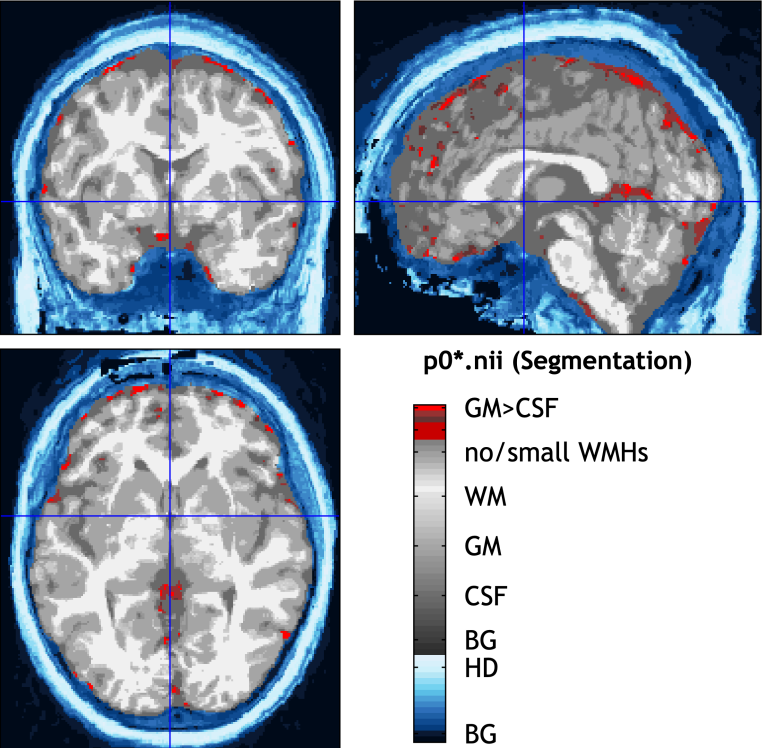 p0*.nii (Segmentation)
GM>CSF
no/small WMHs
WM
GM
CSF
BG
HD
BG